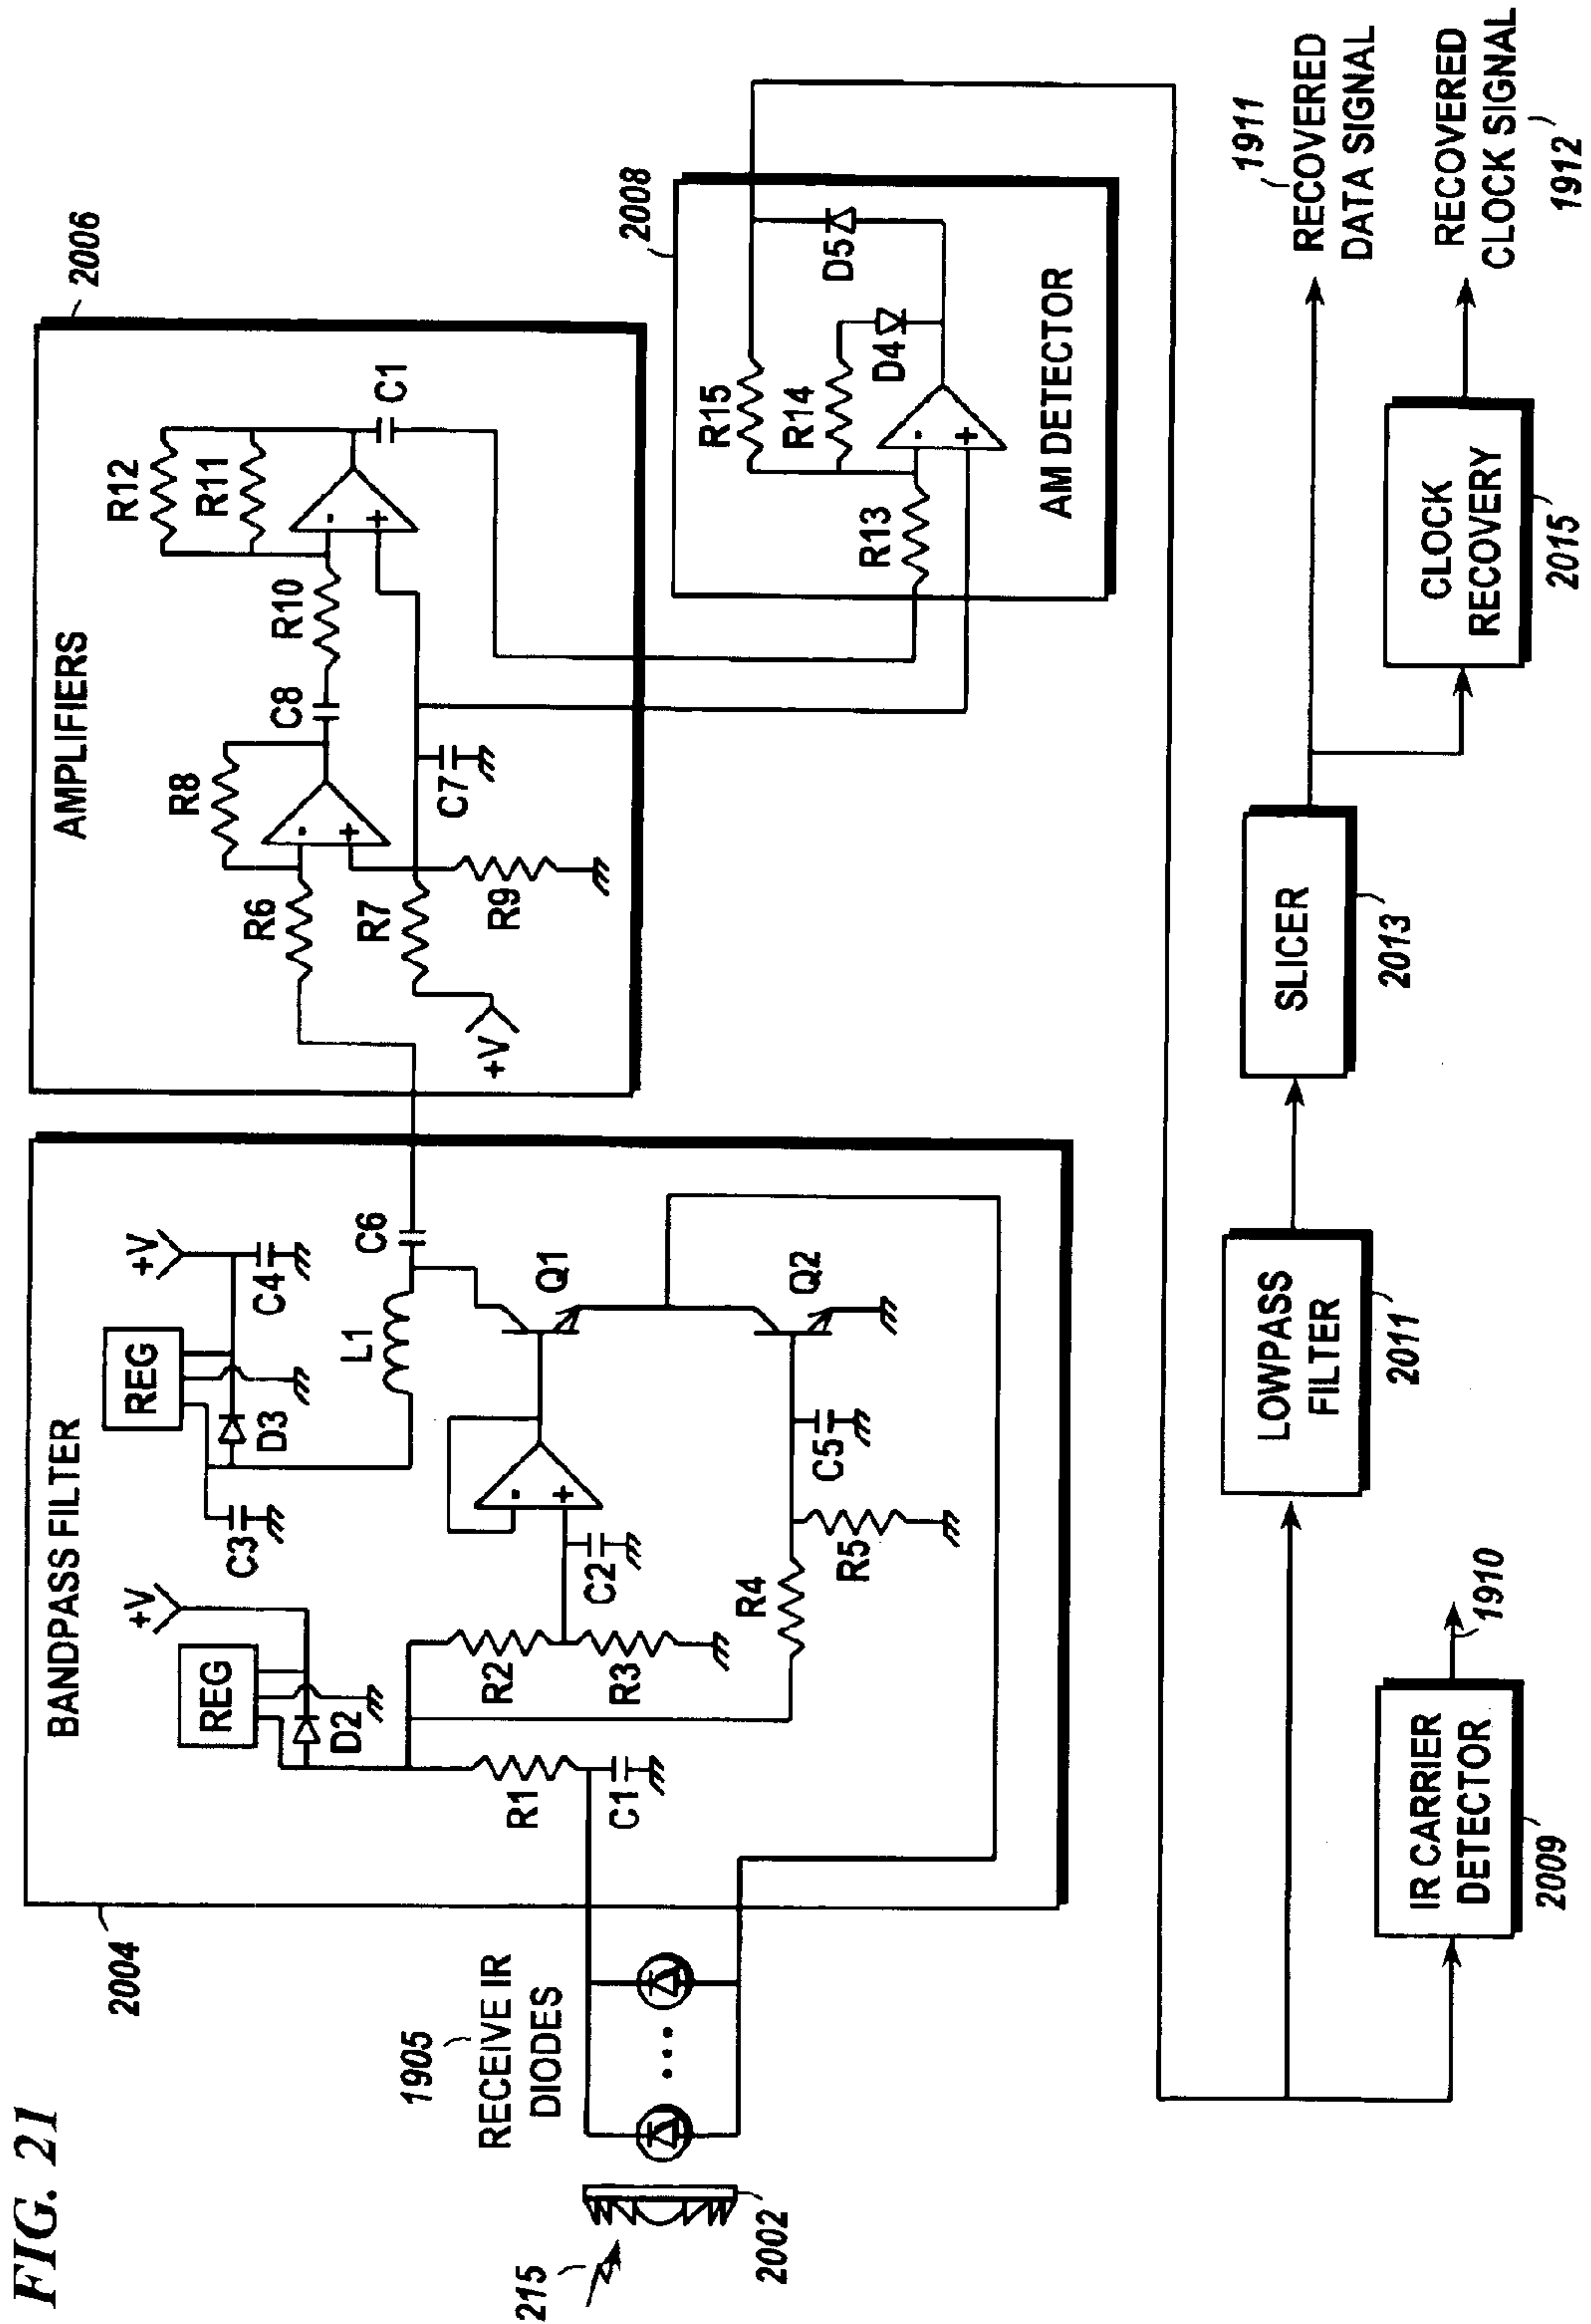 FIG. 21
215
2002
1905
RECEIVE IR
DIODES
2004
BANDPASS FILTER
REG
+V
D2
R1
C1
R2
R3
C2
R4
R5
C5
-
+
C3
REG
D3
+V
C4
L1
C6
Q1
Q2
2006
AMPLIFIERS
R6
R8
-
+
R7
+V
R9
C7
C8
R10
R12
R11
-
+
C1
2008
AM DETECTOR
R13
R15
R14
-
+
D4
D5
IR CARRIER
DETECTOR
2009
1910
LOWPASS
FILTER
2011
SLICER
2013
CLOCK
RECOVERY
2015
1911
RECOVERED
DATA SIGNAL
RECOVERED
CLOCK SIGNAL
1912